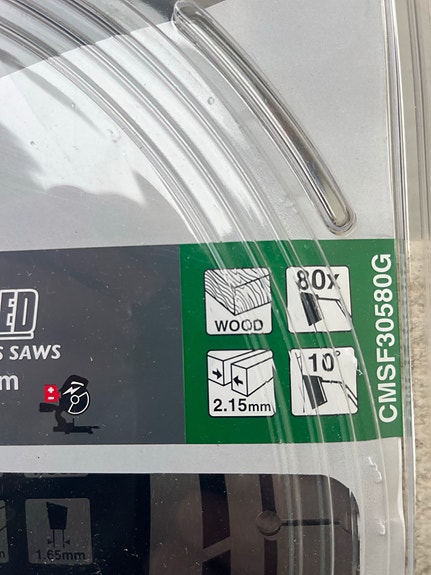 ED
S SAWS
m
WOOD
80x
2.15mm
10°
CMSF30580G
1.65mm